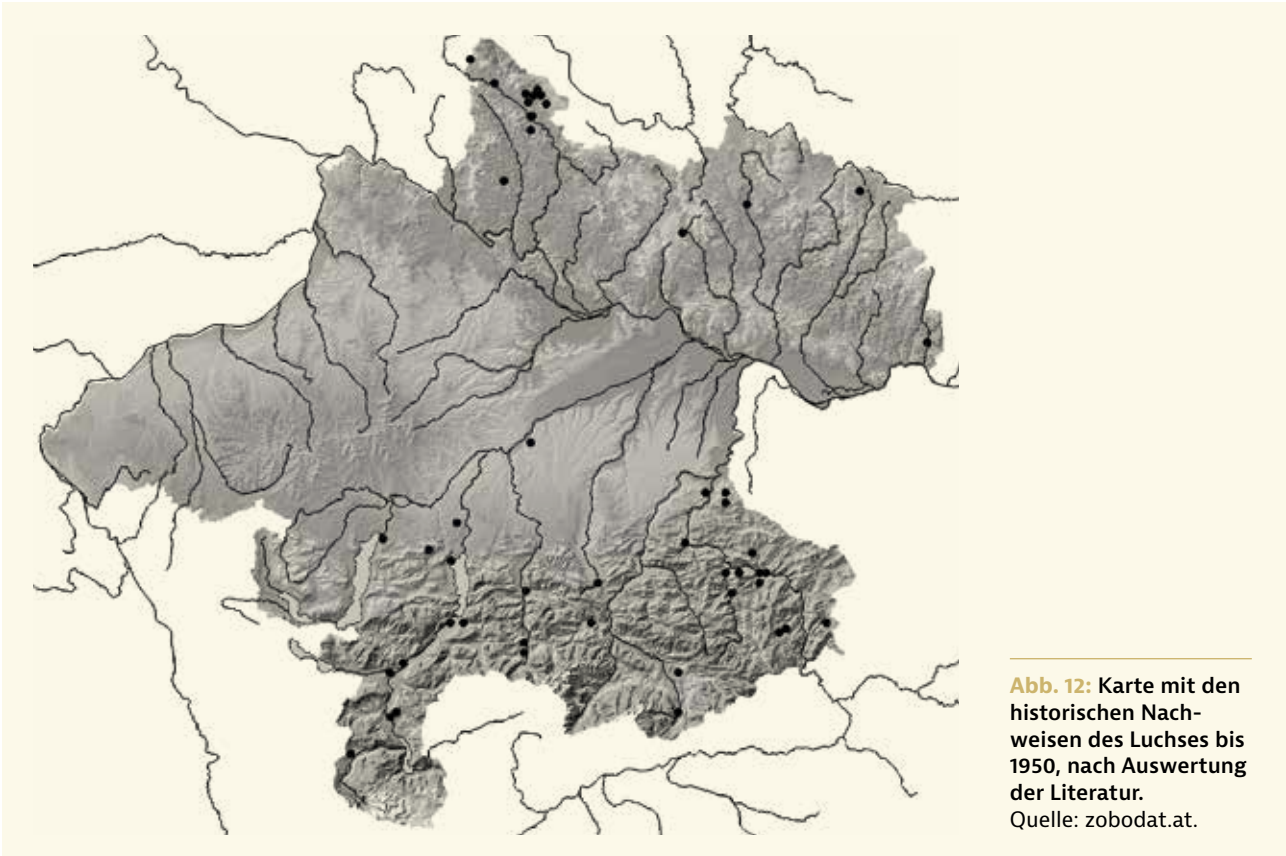 Abb. 12: Karte mit den
historischen Nach-
weisen des Luchses bis
1950, nach Auswertung
der Literatur.
Quelle: zobodat.at.